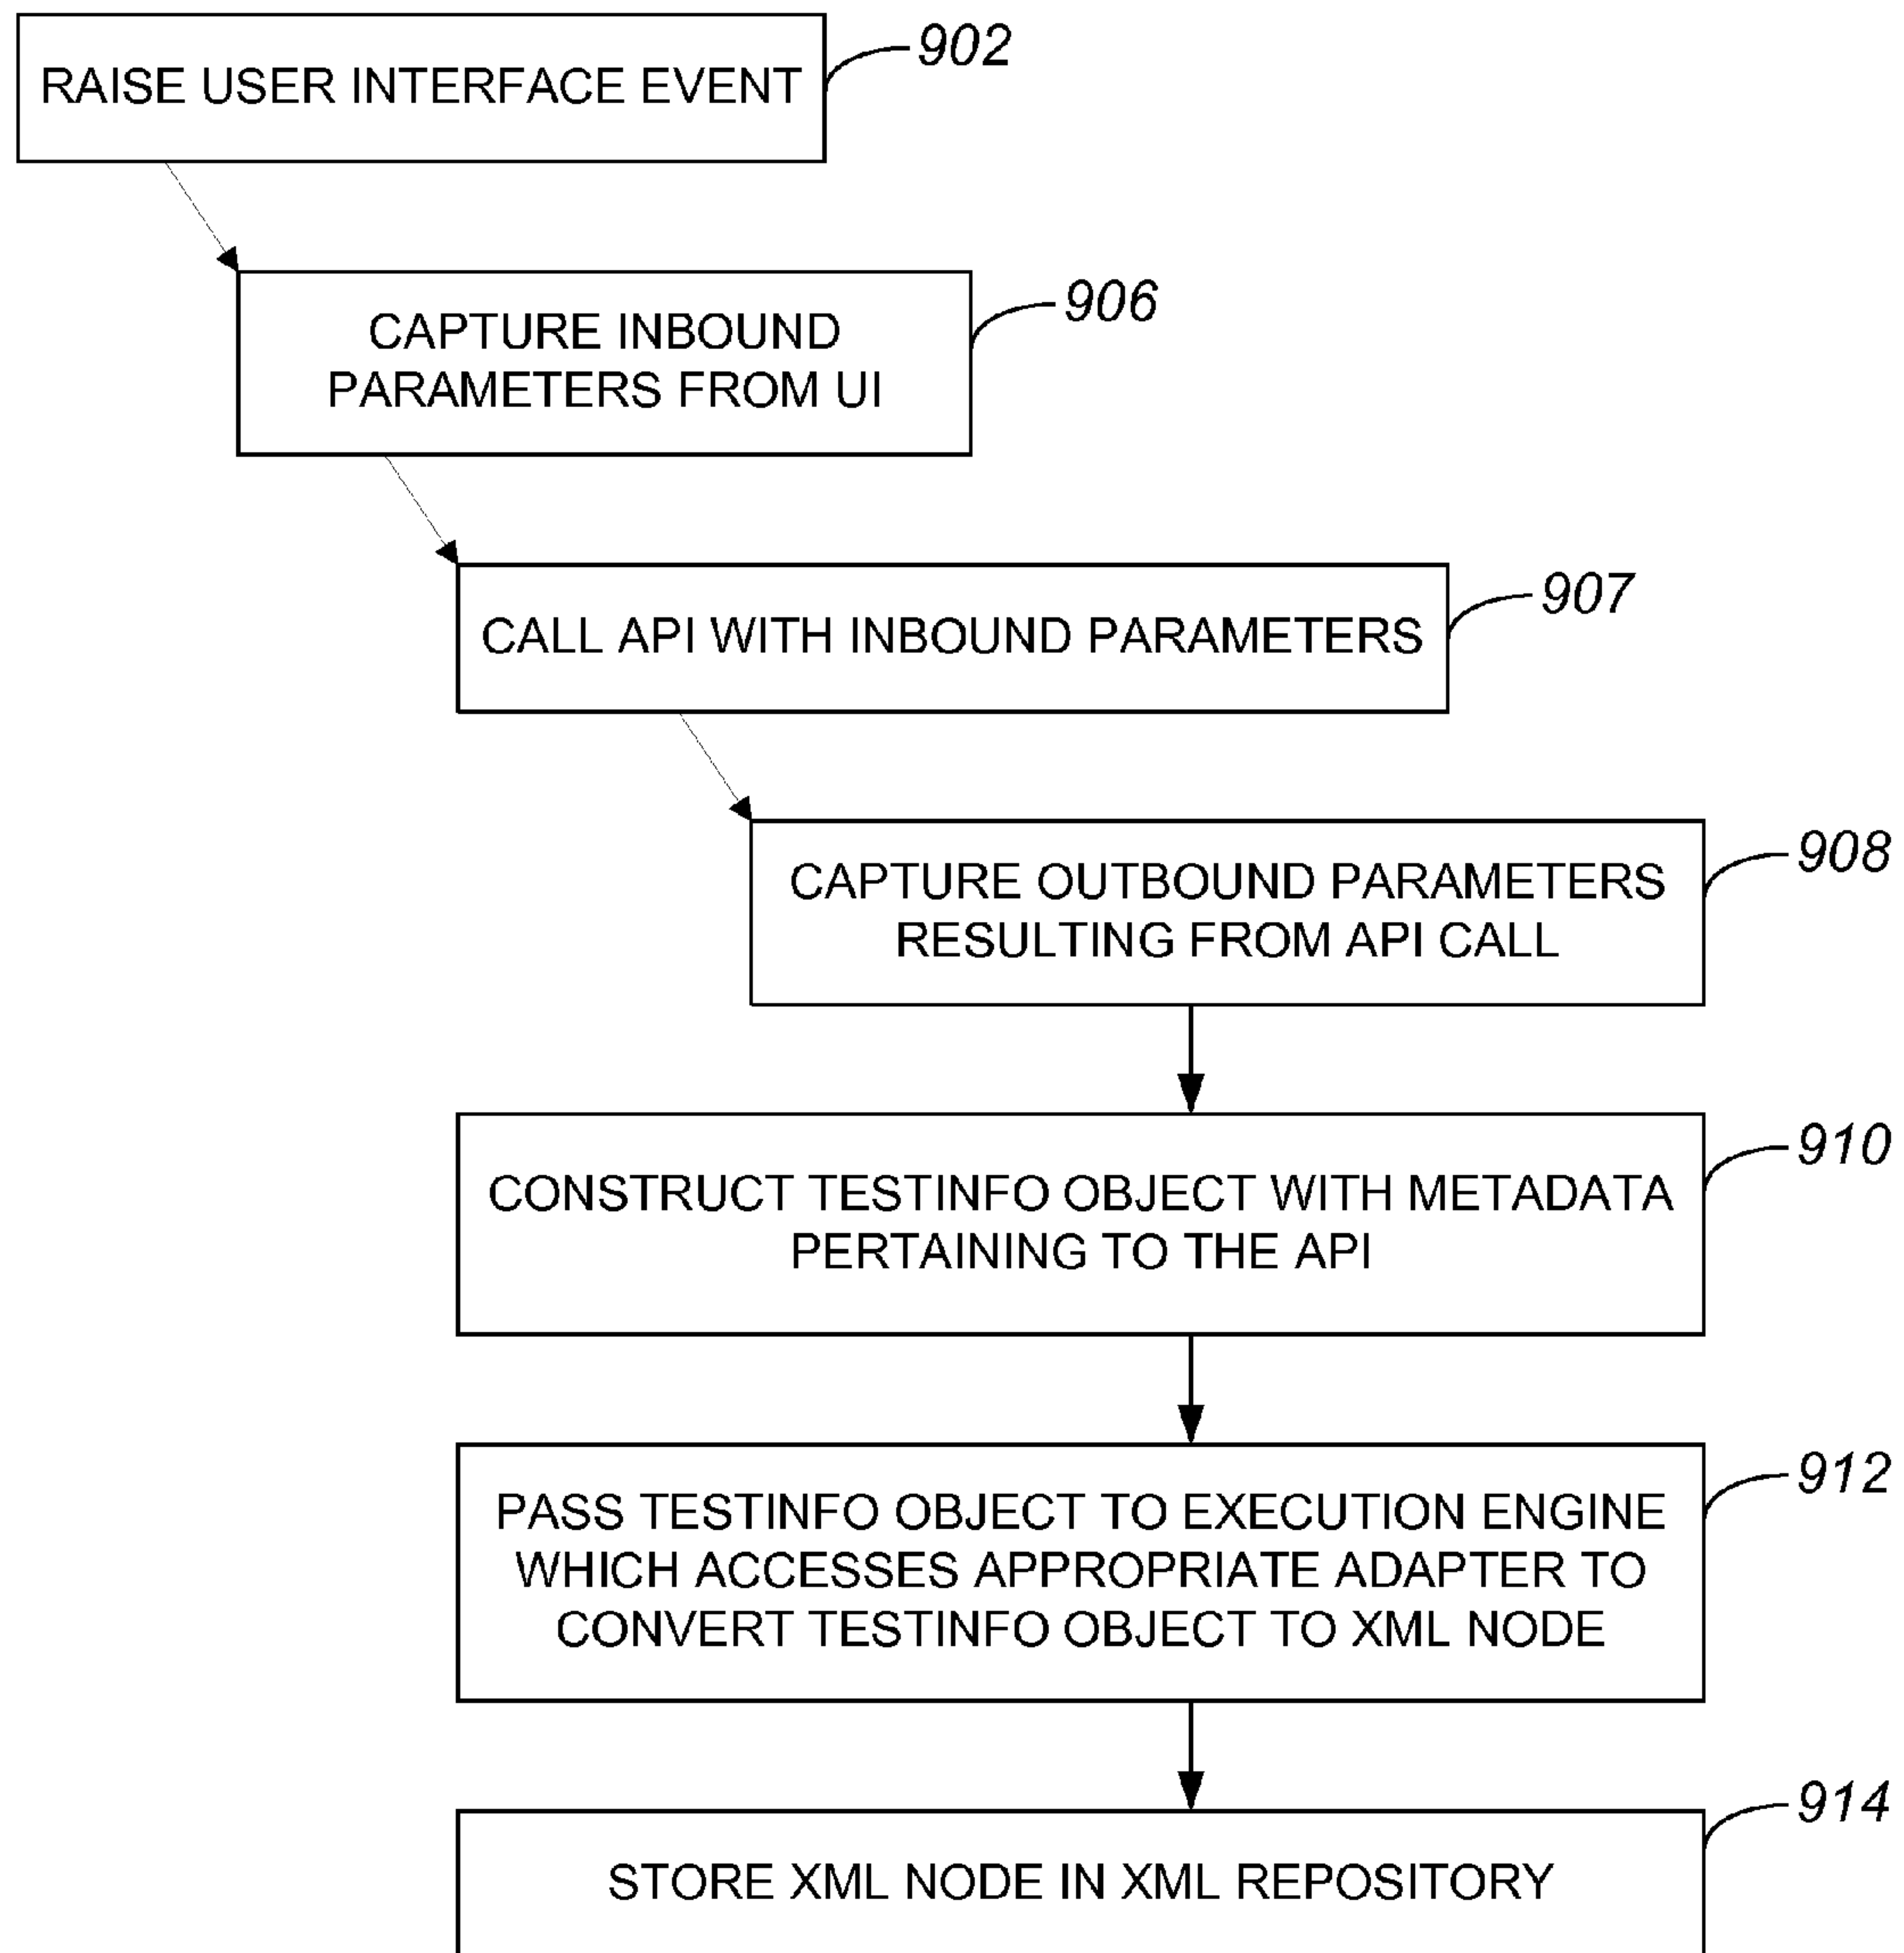 RAISE USER INTERFACE EVENT
902
CAPTURE INBOUND
PARAMETERS FROM UI
906
CALL API WITH INBOUND PARAMETERS
907
CAPTURE OUTBOUND PARAMETERS
RESULTING FROM API CALL
908
CONSTRUCT TESTINFO OBJECT WITH METADATA
PERTAINING TO THE API
910
PASS TESTINFO OBJECT TO EXECUTION ENGINE
WHICH ACCESSES APPROPRIATE ADAPTER TO
CONVERT TESTINFO OBJECT TO XML NODE
912
STORE XML NODE IN XML REPOSITORY
914